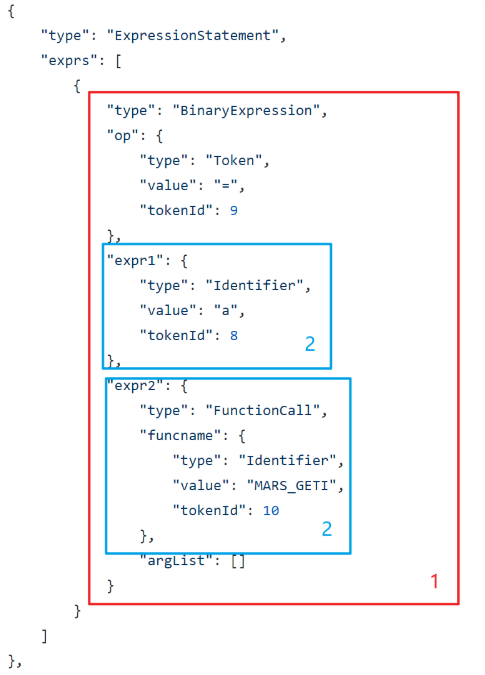 {
    "type": "ExpressionStatement",
    "exprs": [
        {
            "type": "BinaryExpression",
            "op": {
                "type": "Token",
                "value": "=",
                "tokenId": 9
            },
            "expr1": {
                "type": "Identifier",
                "value": "a",
                "tokenId": 8
2
            },
            "expr2": {
                "type": "FunctionCall",
                "funcname": {
                    "type": "Identifier",
                    "value": "MARS_GETI",
                    "tokenId": 10
                },
2
                "argList": []
            }
1
        }
    ]
},